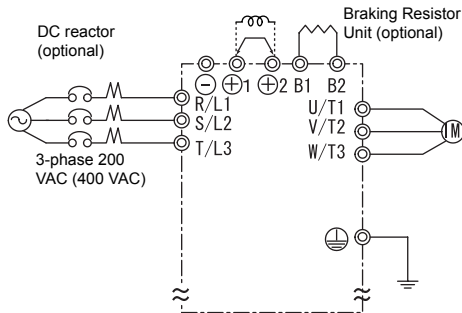 DC reactor
(optional)
Braking Resistor
Unit (optional)
⊖ ⊕1 ⊕2 B1 B2
R/L1
S/L2
T/L3
U/T1
V/T2
W/T3
IM
3-phase 200
VAC (400 VAC)